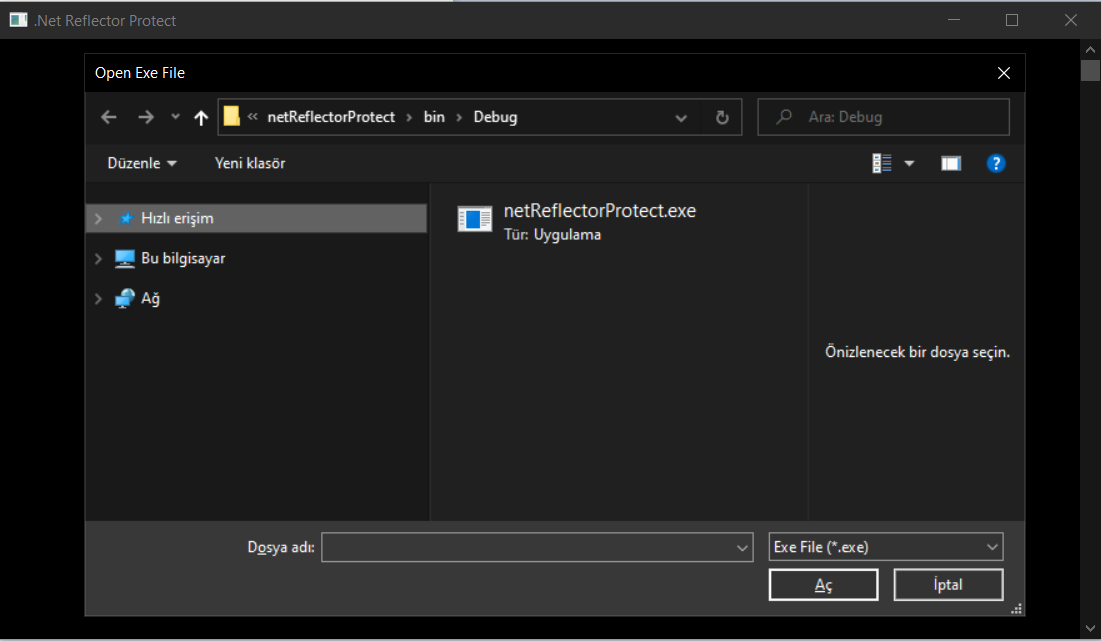 .Net Reflector Protect
Open Exe File
« netReflectorProtect › bin › Debug
Ara: Debug
Düzenle
Yeni klasör
?
Hızlı erişim
Bu bilgisayar
Ağ
netReflectorProtect.exe
Tür: Uygulama
Önizlenecek bir dosya seçin.
Dosya adı:
Exe File (*.exe)
Aç
İptal